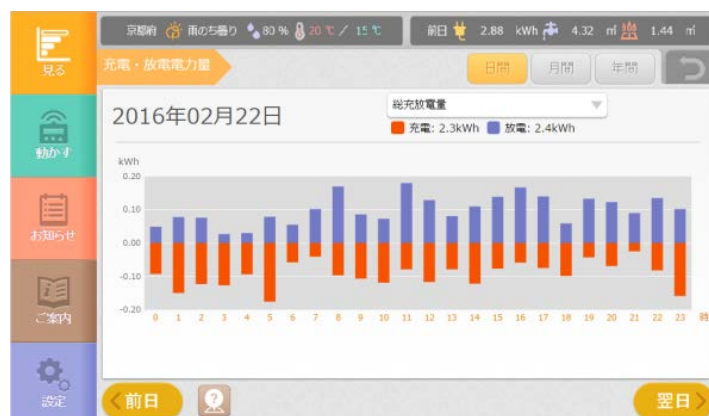 京都府 雨のち曇り 80 % 20 ℃ / 15 ℃ 前日 2.88 kWh 4.32 ㎥ 1.44 ㎥
見る
充電・放電電力量 日間 月間 年間
2016年02月22日
総充放電量
充電: 2.3kWh 放電: 2.4kWh
動かす
kWh
0.20
0.10
0.00
-0.10
-0.20
0 1 2 3 4 5 6 7 8 9 10 11 12 13 14 15 16 17 18 19 20 21 22 23 時
お知らせ
ご案内
設定
前日 翌日